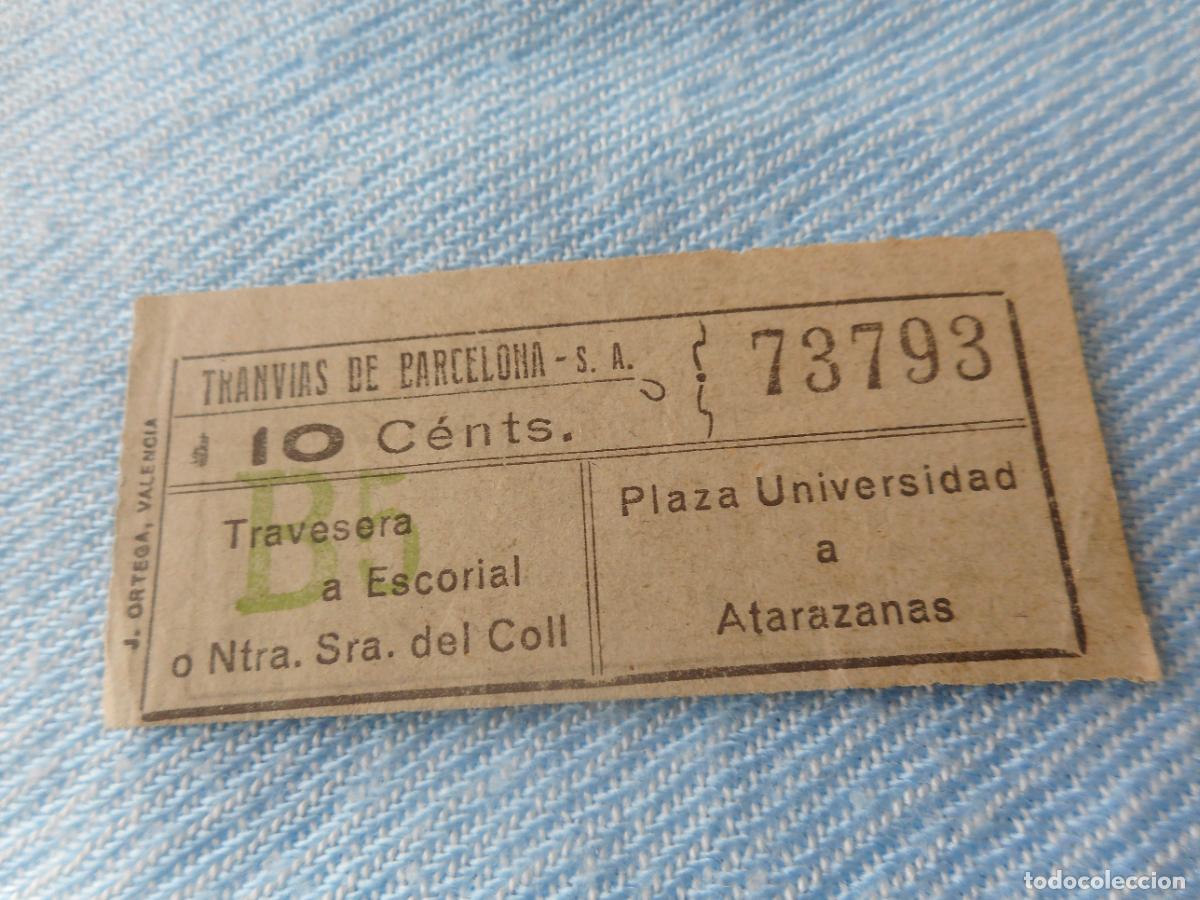 TRANVIAS DE BARCELONA - S. A.
73793
10 Cénts.
B5
Travesera
a Escorial
o Ntra. Sra. del Coll
Plaza Universidad
a
Atarazanas
J. ORTEGA, VALENCIA
todocoleccion